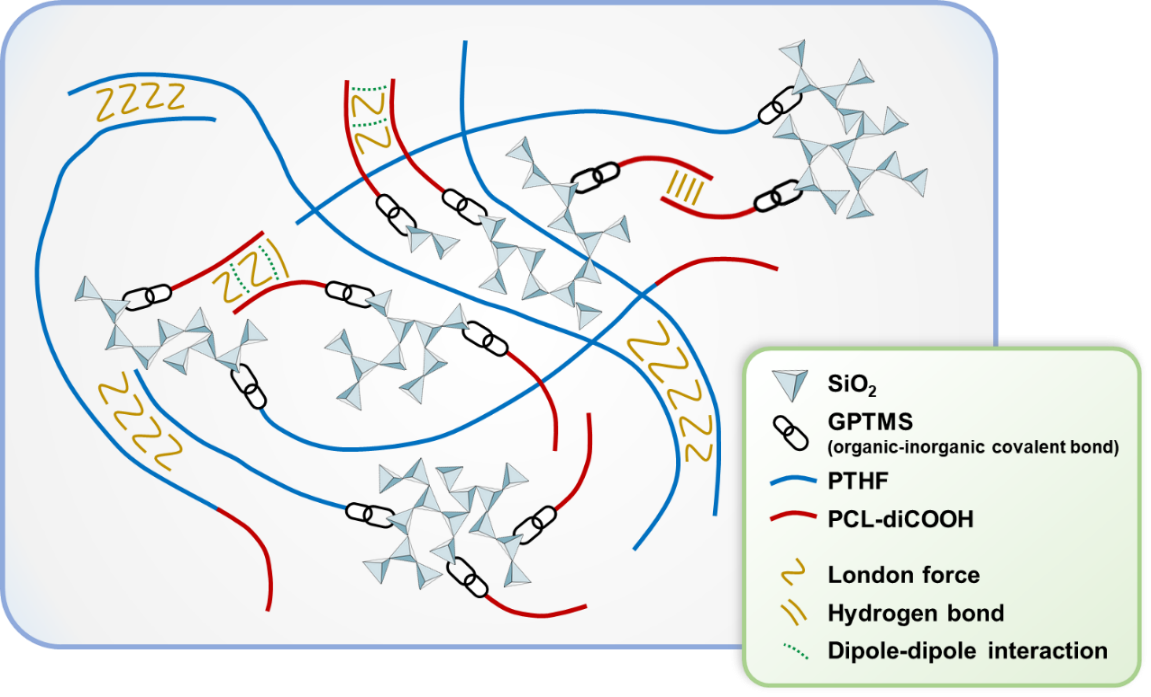 SiO₂
GPTMS
(organic-inorganic covalent bond)
PTHF
PCL-diCOOH
London force
Hydrogen bond
Dipole-dipole interaction